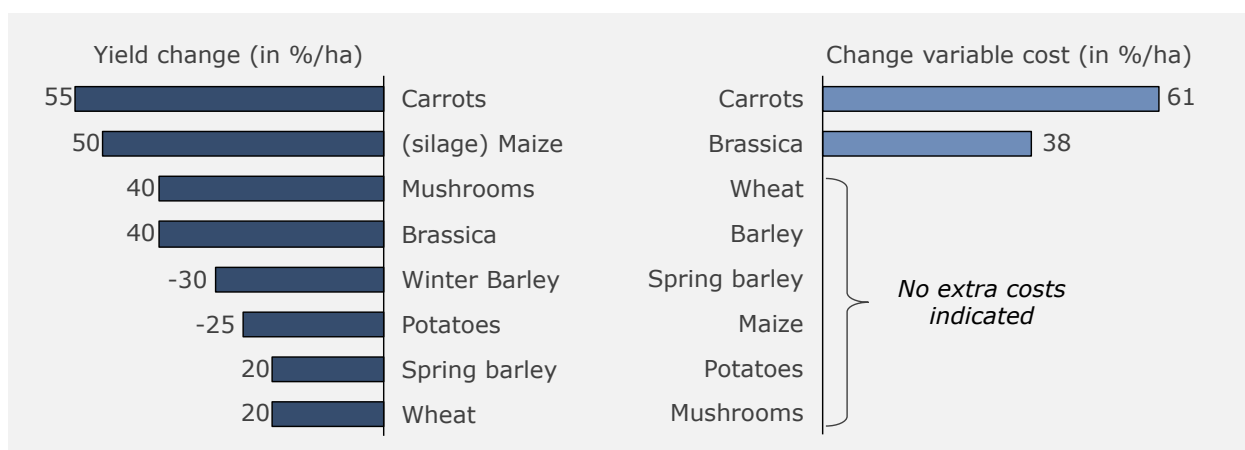 Yield change (in %/ha)
55 Carrots
50 (silage) Maize
40 Mushrooms
40 Brassica
-30 Winter Barley
-25 Potatoes
20 Spring barley
20 Wheat
Change variable cost (in %/ha)
Carrots 61
Brassica 38
Wheat
Barley
Spring barley
Maize
Potatoes
Mushrooms
No extra costs
indicated